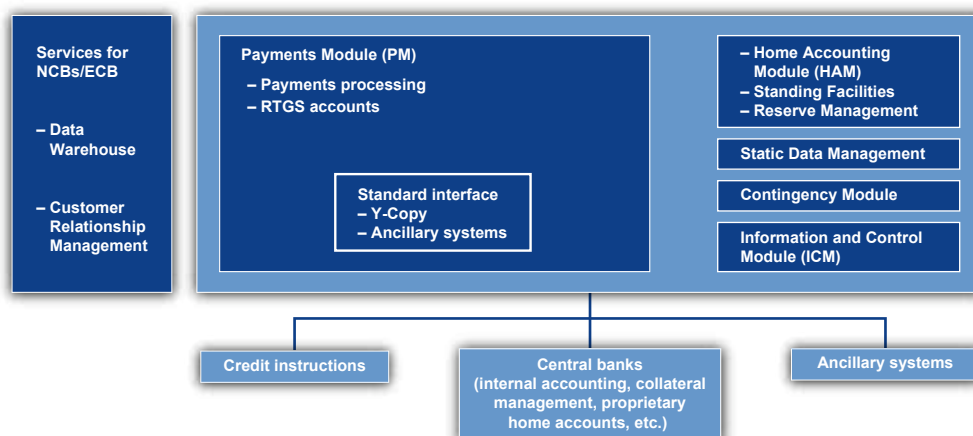 Services for
NCBs/ECB
– Data
Warehouse
– Customer
Relationship
Management
Payments Module (PM)
– Payments processing
– RTGS accounts
Standard interface
– Y-Copy
– Ancillary systems
– Home Accounting
Module (HAM)
– Standing Facilities
– Reserve Management
Static Data Management
Contingency Module
Information and Control
Module (ICM)
Credit instructions
Central banks
(internal accounting, collateral
management, proprietary
home accounts, etc.)
Ancillary systems